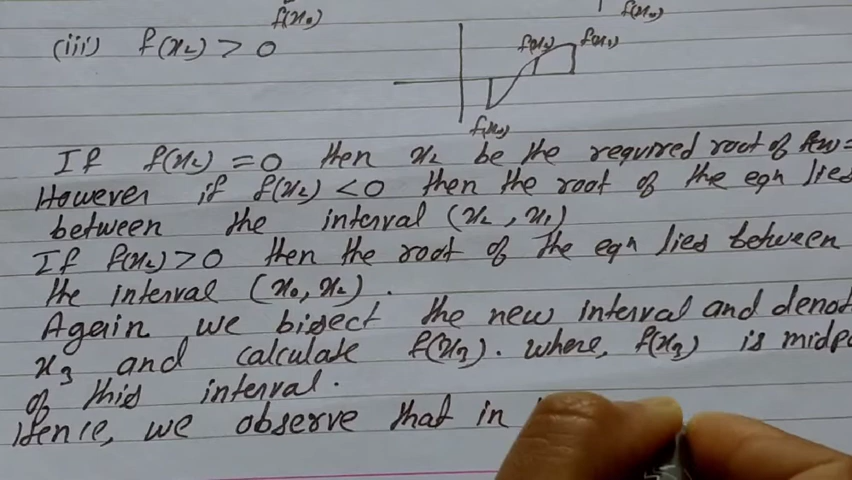 f(x₀)
f(x₀)
(iii) f(x₂) > 0
f(x₂) f(x₁)
f(x₀)
If f(x₂) = 0 then x₂ be the required root of f(x)=
However if f(x₂) < 0 then the root of the eqn lies
between the interval (x₂, x₁)
If f(x₂) > 0 then the root of the eqn lies between
the interval (x₀, x₂).
Again we bisect the new interval and denot
x₃ and calculate f(x₃). where, f(x₃) is midpo
of this interval.
Hence, we observe that in